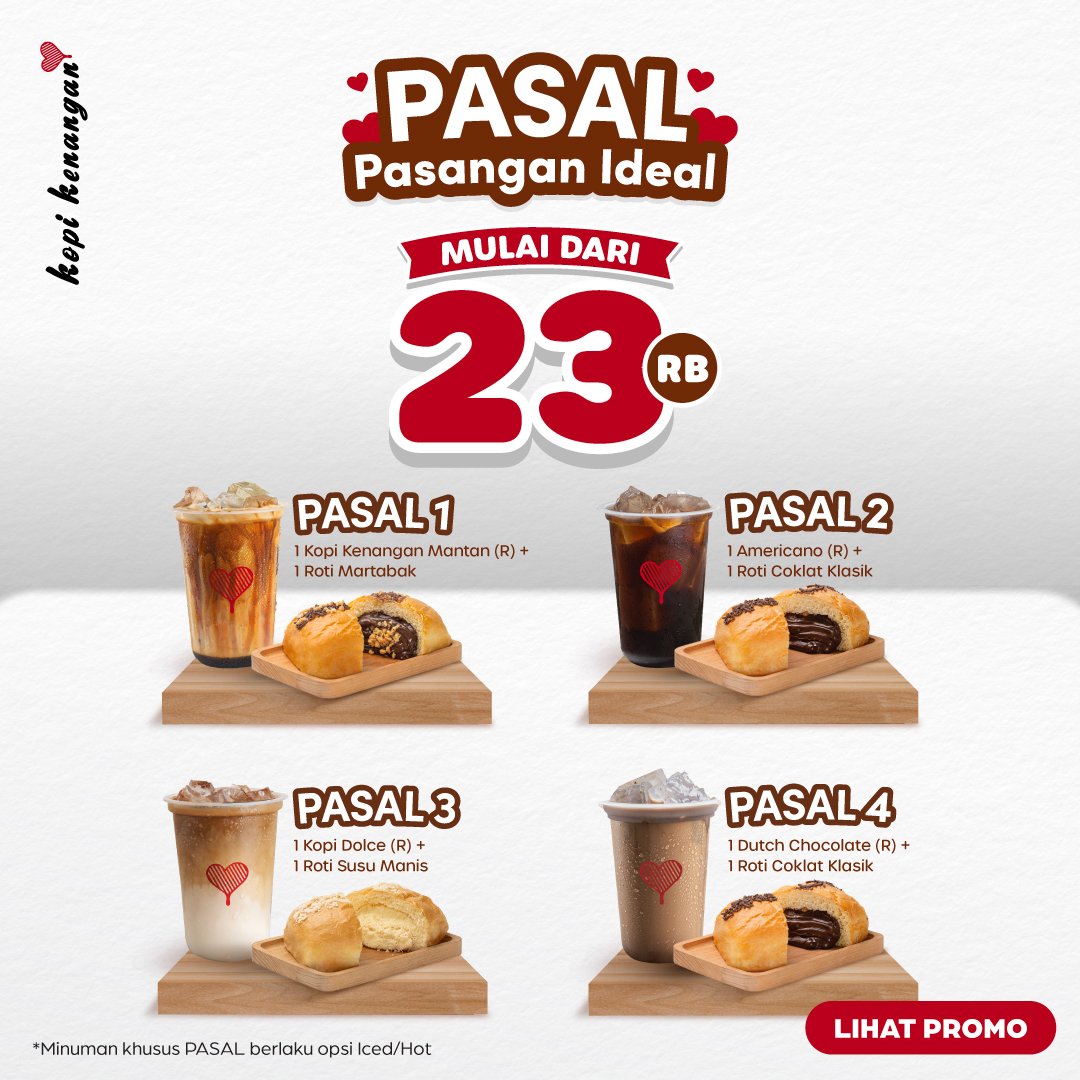 kopi kenangan
PASAL
Pasangan Ideal
MULAI DARI
23 RB
PASAL 1
1 Kopi Kenangan Mantan (R) +
1 Roti Martabak
PASAL 2
1 Americano (R) +
1 Roti Coklat Klasik
PASAL 3
1 Kopi Dolce (R) +
1 Roti Susu Manis
PASAL 4
1 Dutch Chocolate (R) +
1 Roti Coklat Klasik
LIHAT PROMO
*Minuman khusus PASAL berlaku opsi Iced/Hot